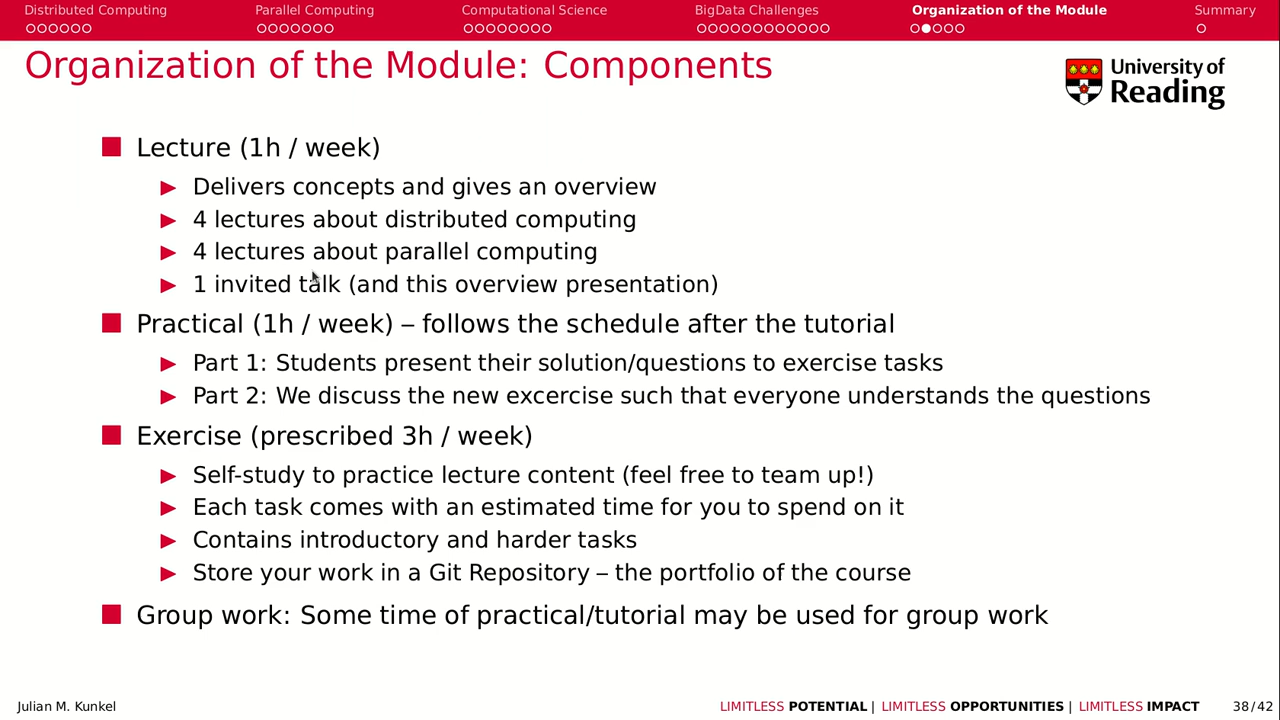 Distributed Computing Parallel Computing Computational Science BigData Challenges Organization of the Module Summary
Organization of the Module: Components
University of
Reading
Lecture (1h / week)
Delivers concepts and gives an overview
4 lectures about distributed computing
4 lectures about parallel computing
1 invited talk (and this overview presentation)
Practical (1h / week) – follows the schedule after the tutorial
Part 1: Students present their solution/questions to exercise tasks
Part 2: We discuss the new excercise such that everyone understands the questions
Exercise (prescribed 3h / week)
Self-study to practice lecture content (feel free to team up!)
Each task comes with an estimated time for you to spend on it
Contains introductory and harder tasks
Store your work in a Git Repository – the portfolio of the course
Group work: Some time of practical/tutorial may be used for group work
Julian M. Kunkel LIMITLESS POTENTIAL | LIMITLESS OPPORTUNITIES | LIMITLESS IMPACT 38/42